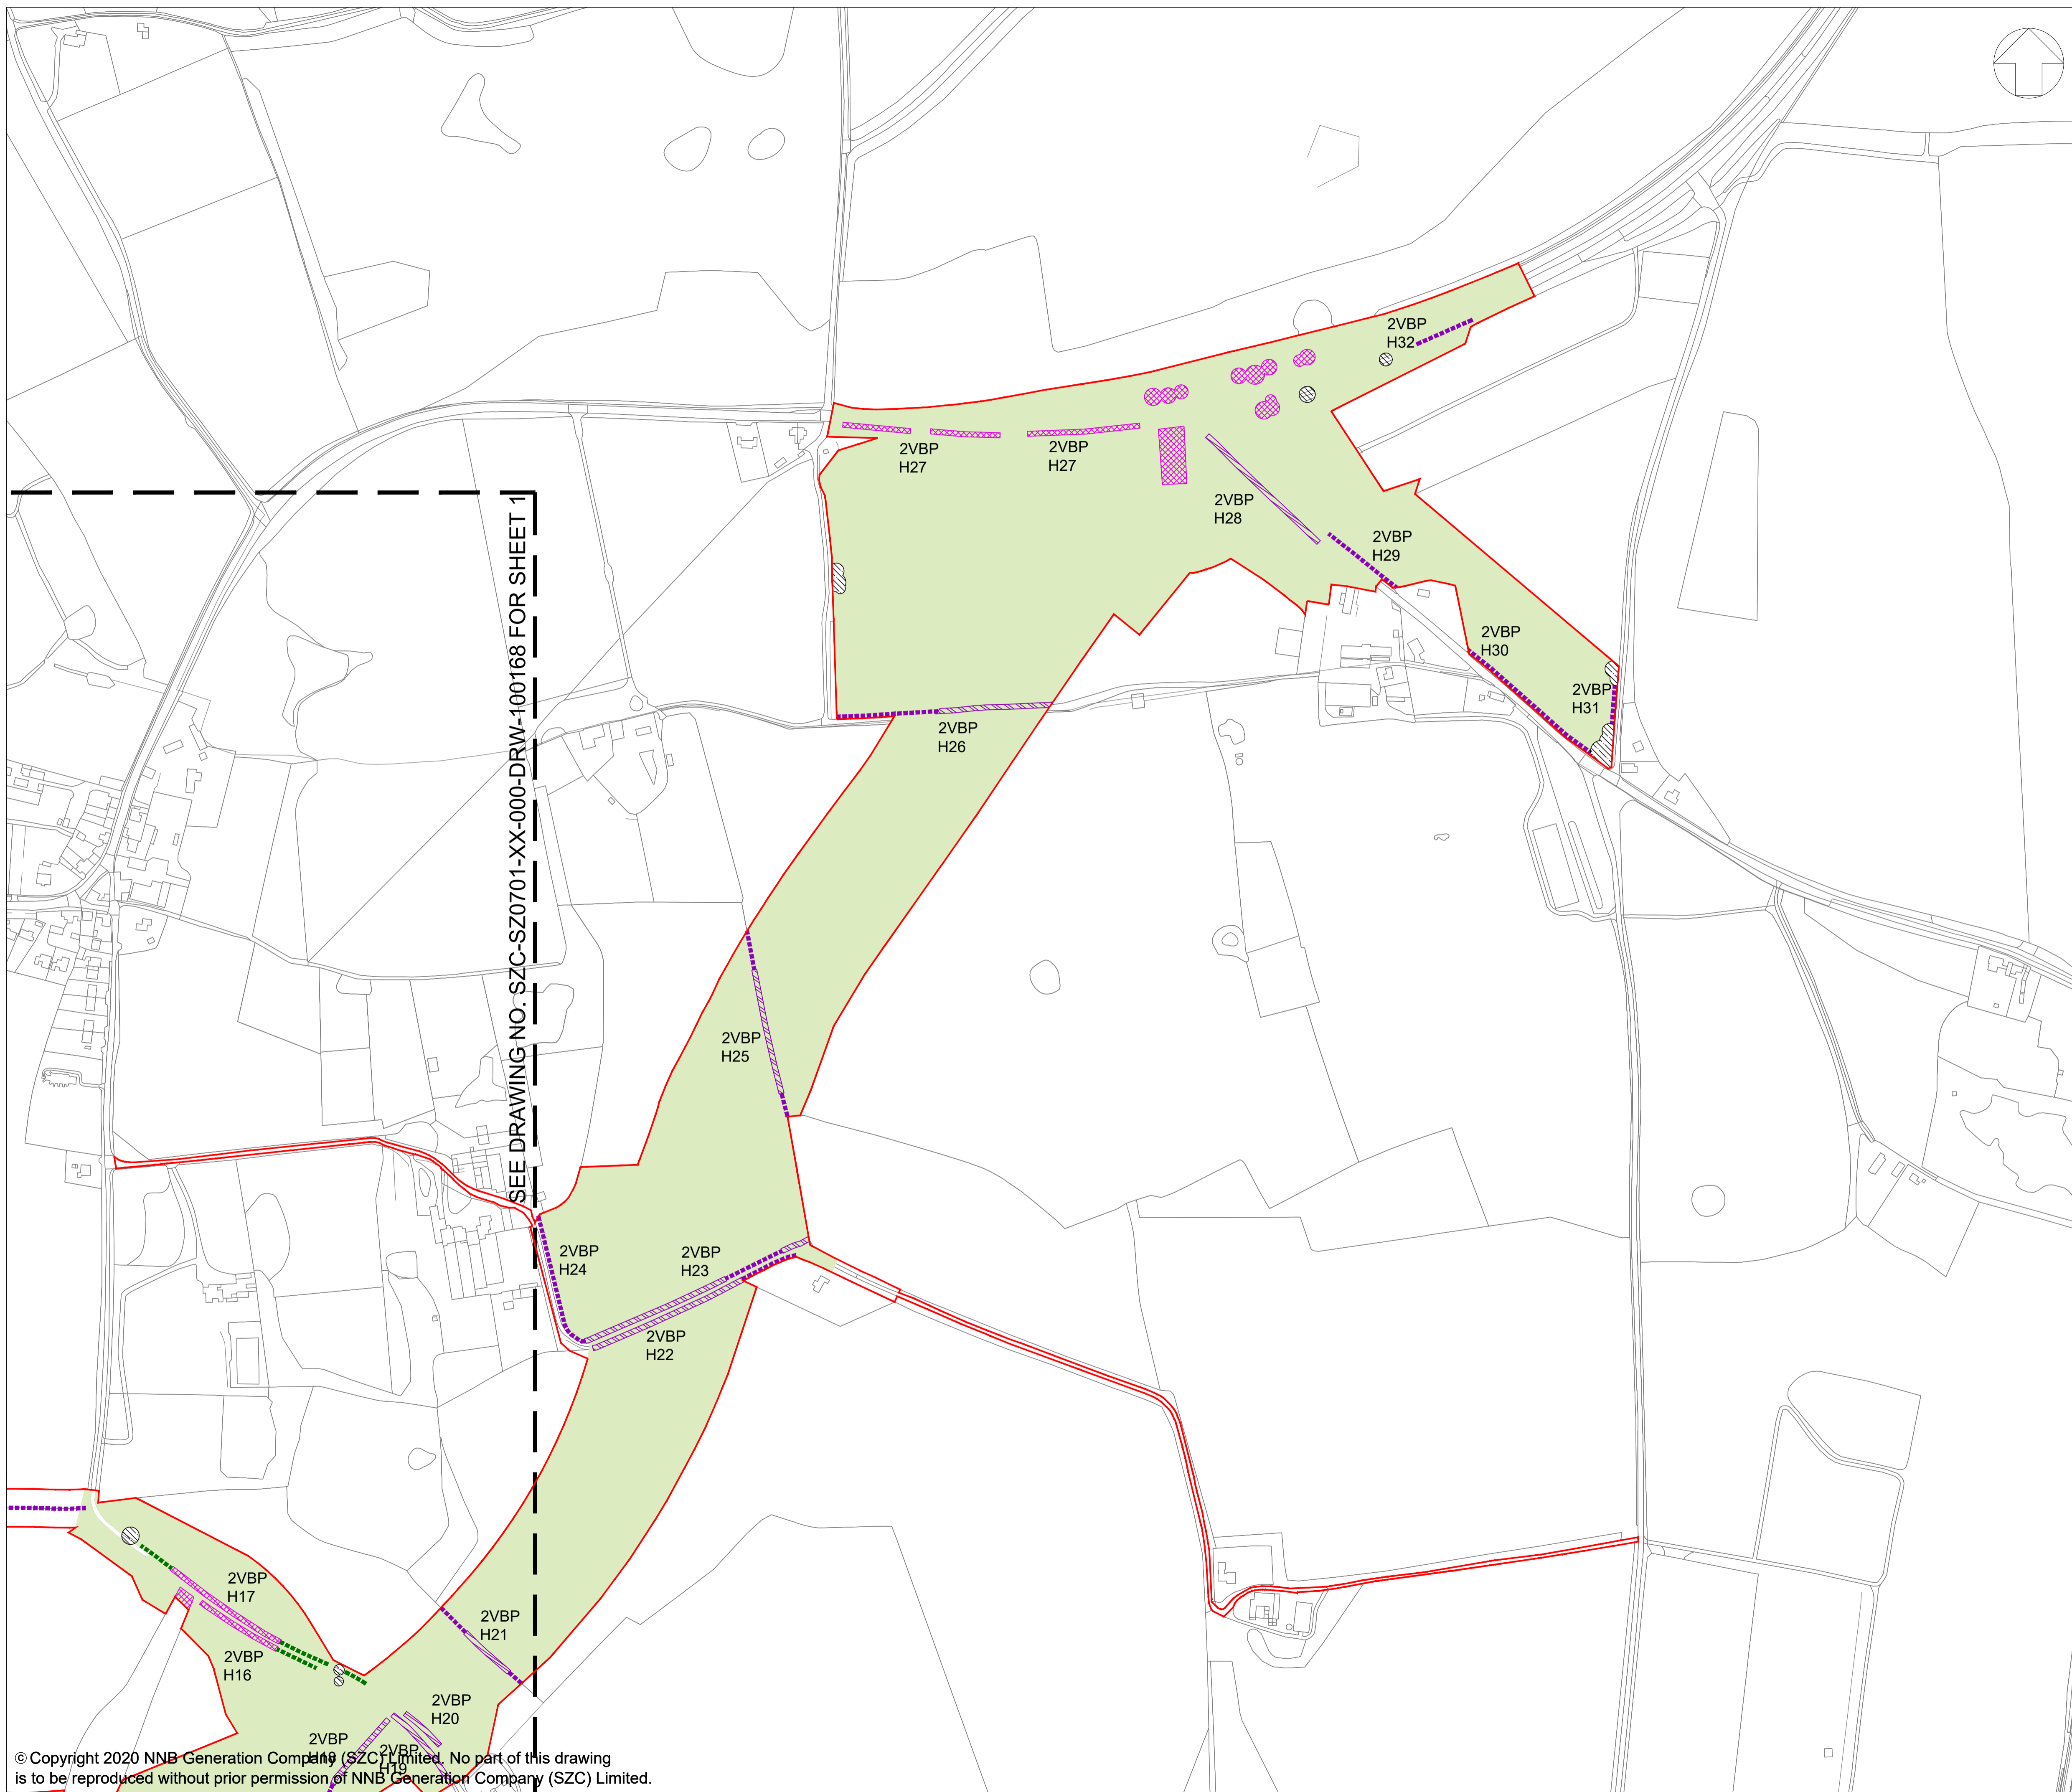 2VBP
H32
2VBP
H27
2VBP
H27
2VBP
H28
2VBP
H29
2VBP
H30
2VBP
H31
2VBP
H26
SEE DRAWING NO. SZC-SZ0701-XX-000-DRW-100168 FOR SHEET 1
2VBP
H25
2VBP
H24
2VBP
H23
2VBP
H22
2VBP
H17
2VBP
H21
2VBP
H16
2VBP
H20
2VBP
H18
2VBP
H19
© Copyright 2020 NNB Generation Company (SZC) Limited. No part of this drawing
is to be reproduced without prior permission of NNB Generation Company (SZC) Limited.